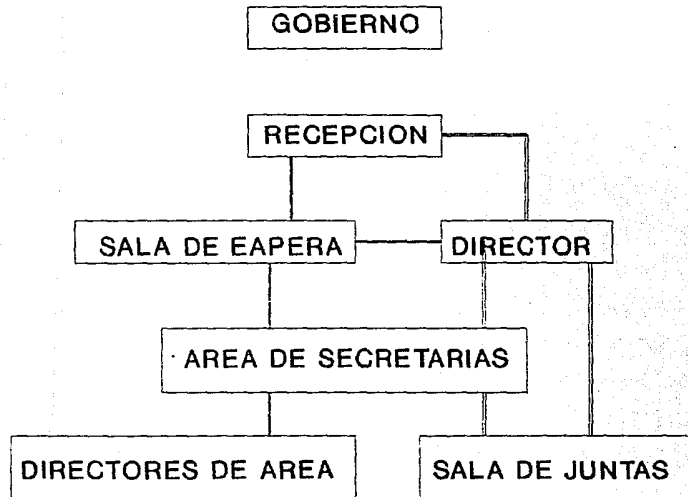 GOBIERNO
RECEPCION
SALA DE EAPERA
DIRECTOR
AREA DE SECRETARIAS
DIRECTORES DE AREA
SALA DE JUNTAS